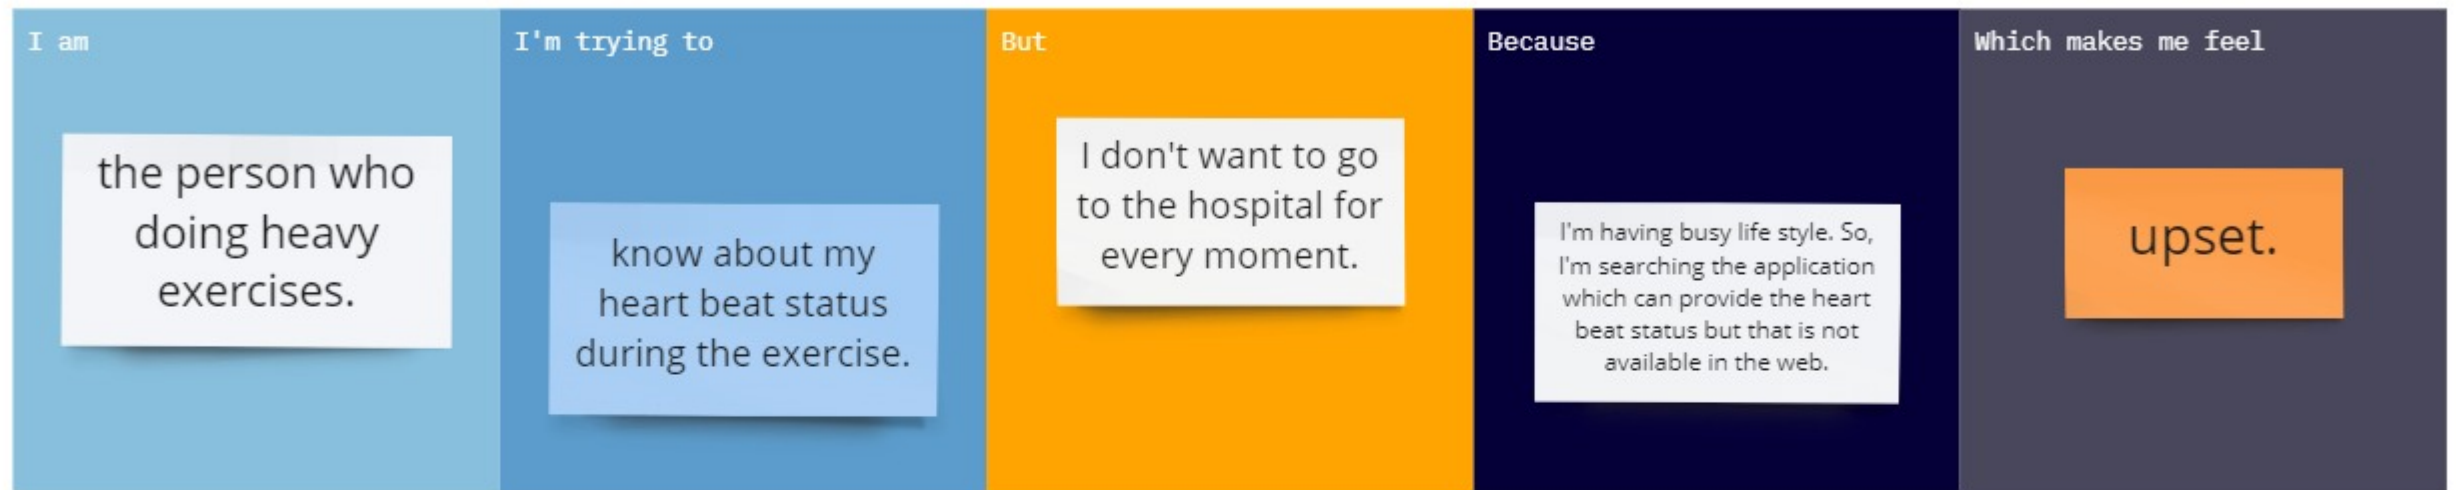 I am
the person who
doing heavy
exercises.
I'm trying to
know about my
heart beat status
during the exercise.
But
I don't want to go
to the hospital for
every moment.
Because
I'm having busy life style. So,
I'm searching the application
which can provide the heart
beat status but that is not
available in the web.
Which makes me feel
upset.